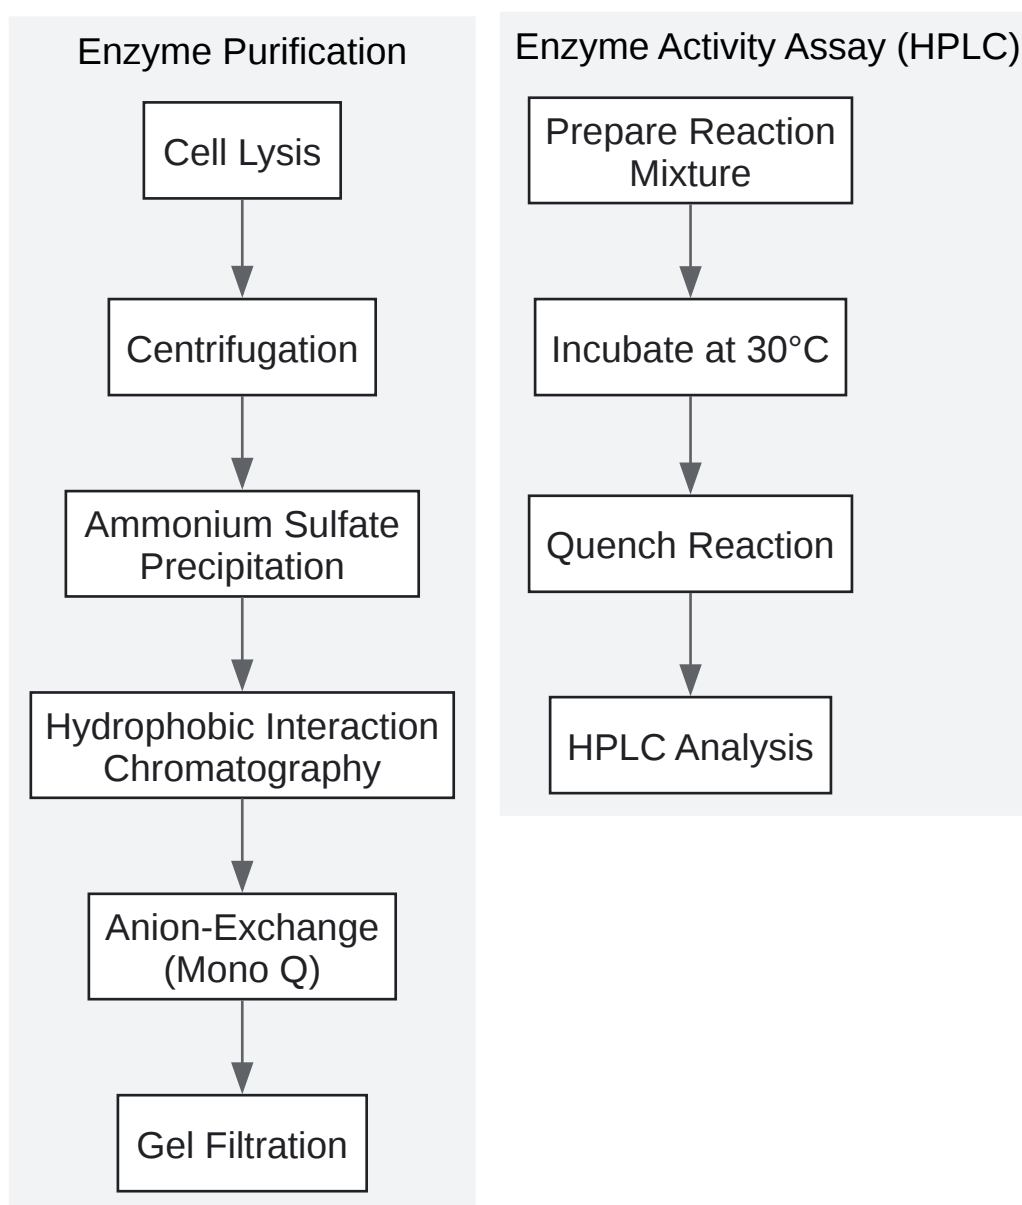 Enzyme Purification
Cell Lysis
Centrifugation
Ammonium Sulfate
Precipitation
Hydrophobic Interaction
Chromatography
Anion-Exchange
(Mono Q)
Gel Filtration
Enzyme Activity Assay (HPLC)
Prepare Reaction
Mixture
Incubate at 30°C
Quench Reaction
HPLC Analysis